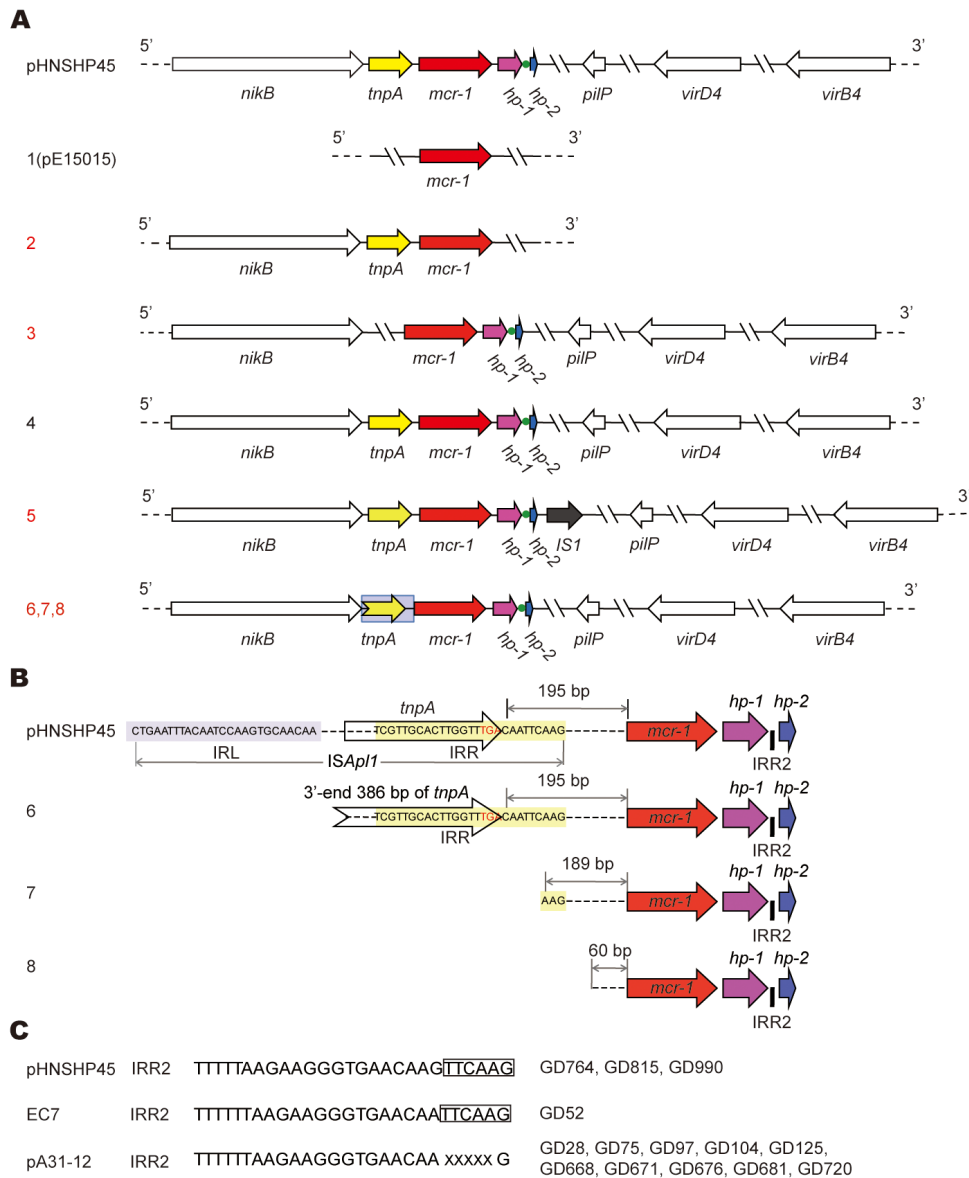 A
5’ 3’
pHNSHP45
nikB tnpA mcr-1 hp-1 hp-2 pilP virD4 virB4
5’ 3’
1(pE15015)
mcr-1
5’ 3’
2
nikB tnpA mcr-1
5’ 3’
3
nikB mcr-1 hp-1 hp-2 pilP virD4 virB4
5’ 3’
4
nikB tnpA mcr-1 hp-1 hp-2 pilP virD4 virB4
5’ 3
5
nikB tnpA mcr-1 hp-1 hp-2 IS1 pilP virD4 virB4
5’ 3’
6,7,8
nikB tnpA mcr-1 hp-1 hp-2 pilP virD4 virB4
B
195 bp
tnpA hp-1 hp-2
pHNSHP45 CTGAATTTACAATCCAAGTGCAACAA TCGTTGCACTTGGTTTGACAATTCAAG mcr-1
IRL IRR IRR2
ISApl1
3’-end 386 bp of tnpA 195 bp hp-1 hp-2
6 TCGTTGCACTTGGTTTGACAATTCAAG mcr-1
IRR IRR2
189 bp hp-1 hp-2
7 AAG mcr-1
IRR2
60 bp hp-1 hp-2
8 mcr-1
IRR2
C
pHNSHP45 IRR2 TTTTTAAGAAGGGTGAACAAGTTCAAG GD764, GD815, GD990
EC7 IRR2 TTTTTTAAGAAGGGTGAACAATTCAAG GD52
pA31-12 IRR2 TTTTTTAAGAAGGGTGAACAA XXXXX G GD28, GD75, GD97, GD104, GD125,
GD668, GD671, GD676, GD681, GD720